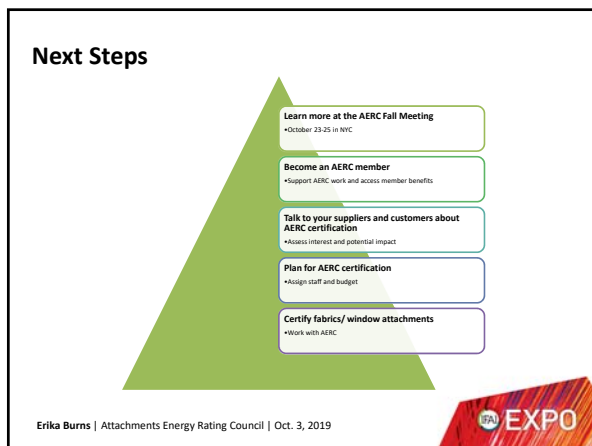 Next Steps
Learn more at the AERC Fall Meeting
•October 23-25 in NYC
Become an AERC member
•Support AERC work and access member benefits
Talk to your suppliers and customers about
AERC certification
•Assess interest and potential impact
Plan for AERC certification
•Assign staff and budget
Certify fabrics/ window attachments
•Work with AERC
Erika Burns | Attachments Energy Rating Council | Oct. 3, 2019
IFAI EXPO